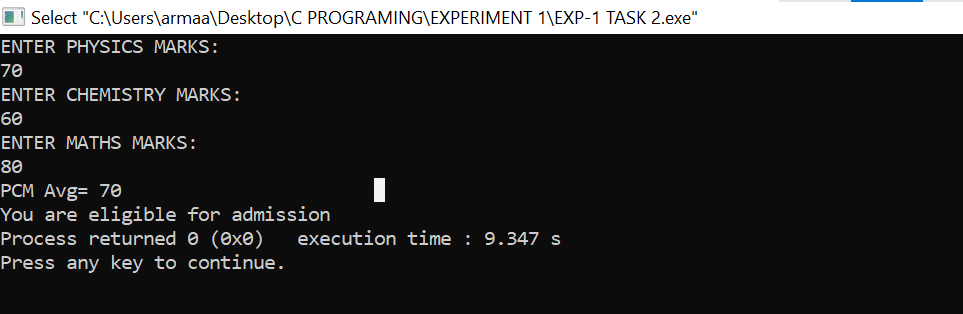 Select "C:\Users\armaa\Desktop\C PROGRAMING\EXPERIMENT 1\EXP-1 TASK 2.exe"
ENTER PHYSICS MARKS:
70
ENTER CHEMISTRY MARKS:
60
ENTER MATHS MARKS:
80
PCM Avg= 70
You are eligible for admission
Process returned 0 (0x0)   execution time : 9.347 s
Press any key to continue.